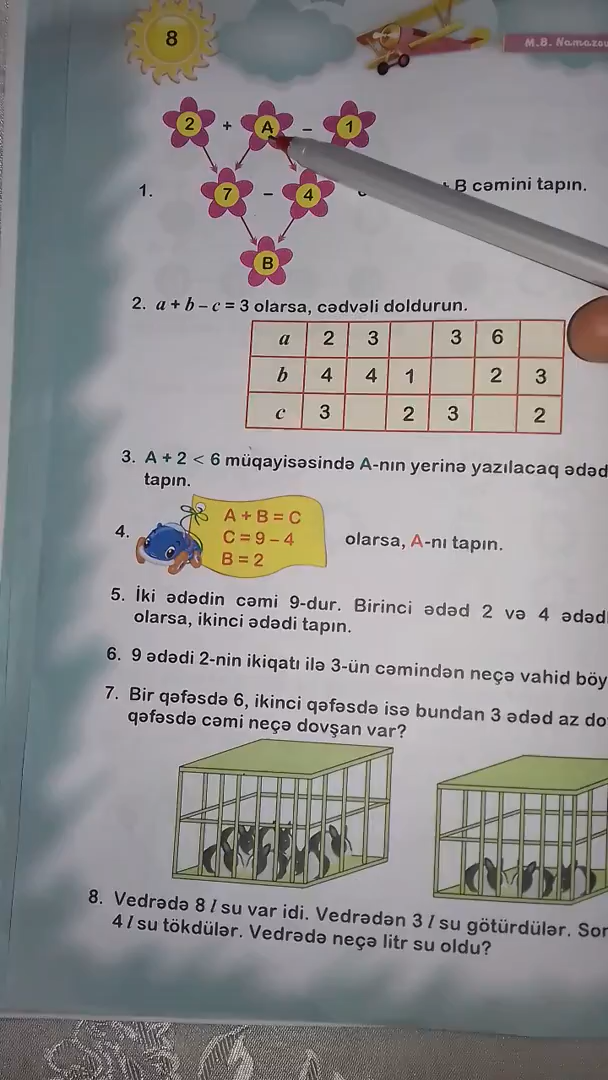 8
M.B. Namazov
2 + A - 1
1. 7 - 4 B cəmini tapın.
B
2. a + b – c = 3 olarsa, cədvəli doldurun.
a 2 3 3 6
b 4 4 1 2 3
c 3 2 3 2
3. A + 2 < 6 müqayisəsində A-nın yerinə yazılacaq ədəd
tapın.
A + B = C
4. C = 9 – 4 olarsa, A-nı tapın.
B = 2
5. İki ədədin cəmi 9-dur. Birinci ədəd 2 və 4 ədəd
olarsa, ikinci ədədi tapın.
6. 9 ədədi 2-nin ikiqatı ilə 3-ün cəmindən neçə vahid böy
7. Bir qəfəsdə 6, ikinci qəfəsdə isə bundan 3 ədəd az do
qəfəsdə cəmi neçə dovşan var?
8. Vedrədə 8 l su var idi. Vedrədən 3 l su götürdülər. Sor
4 l su tökdülər. Vedrədə neçə litr su oldu?